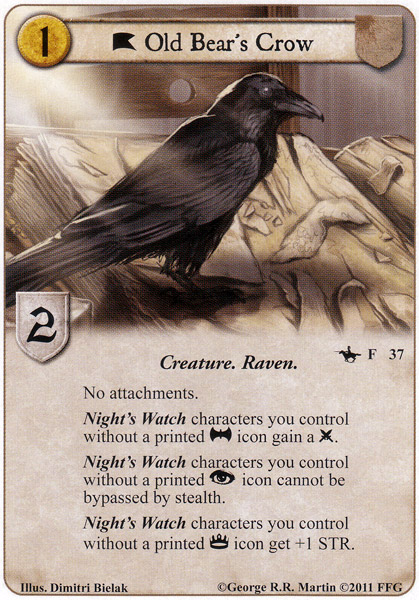 1
Old Bear's Crow
2
Creature. Raven.
F 37
No attachments.
Night's Watch characters you control
without a printed icon gain a .
Night's Watch characters you control
without a printed icon cannot be
bypassed by stealth.
Night's Watch characters you control
without a printed icon get +1 STR.
Illus. Dimitri Bielak
©George R.R. Martin ©2011 FFG